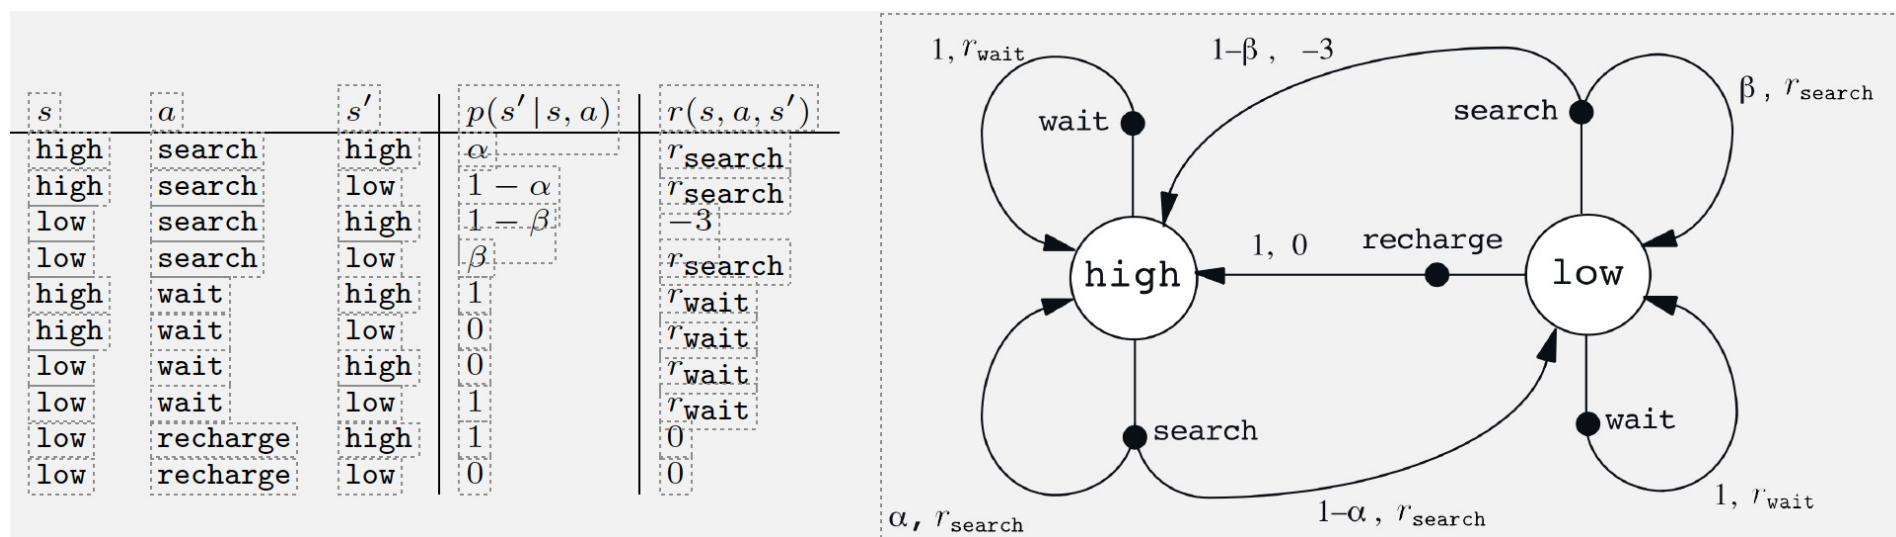 s a s′ p(s′ | s, a) r(s, a, s′)
high search high α r_search
high search low 1 − α r_search
low search high 1 − β −3
low search low β r_search
high wait high 1 r_wait
high wait low 0 r_wait
low wait high 0 r_wait
low wait low 1 r_wait
low recharge high 1 0
low recharge low 0 0
1, r_wait
1–β , –3
β , r_search
wait
search
1, 0
recharge
high
low
search
wait
α, r_search
1–α , r_search
1, r_wait